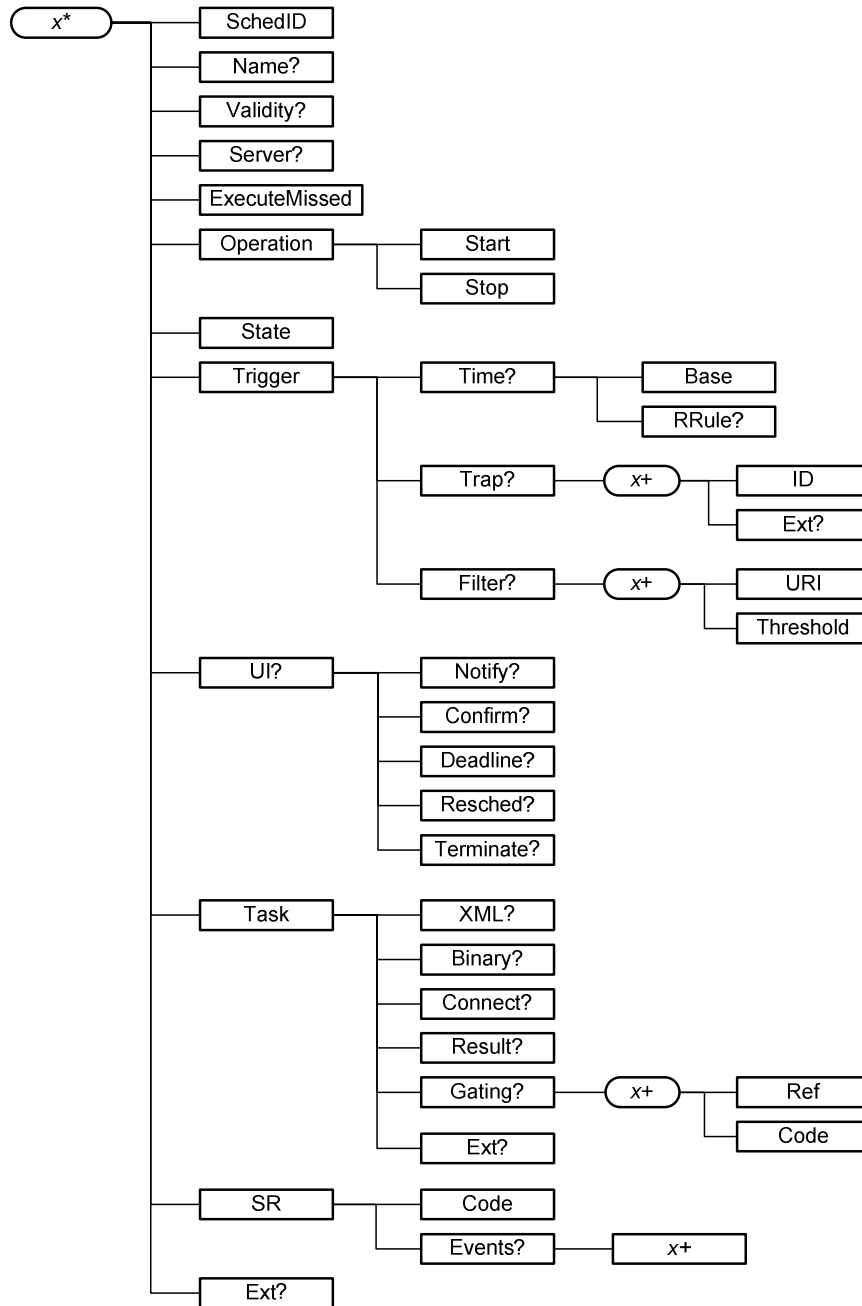 x* SchedID
Name?
Validity?
Server?
ExecuteMissed
Operation Start
Stop
State
Trigger Time? Base
RRule?
Trap? x+ ID
Ext?
Filter? x+ URI
Threshold
UI? Notify?
Confirm?
Deadline?
Resched?
Terminate?
Task XML?
Binary?
Connect?
Result?
Gating? x+ Ref
Code
Ext?
SR Code
Events? x+
Ext?